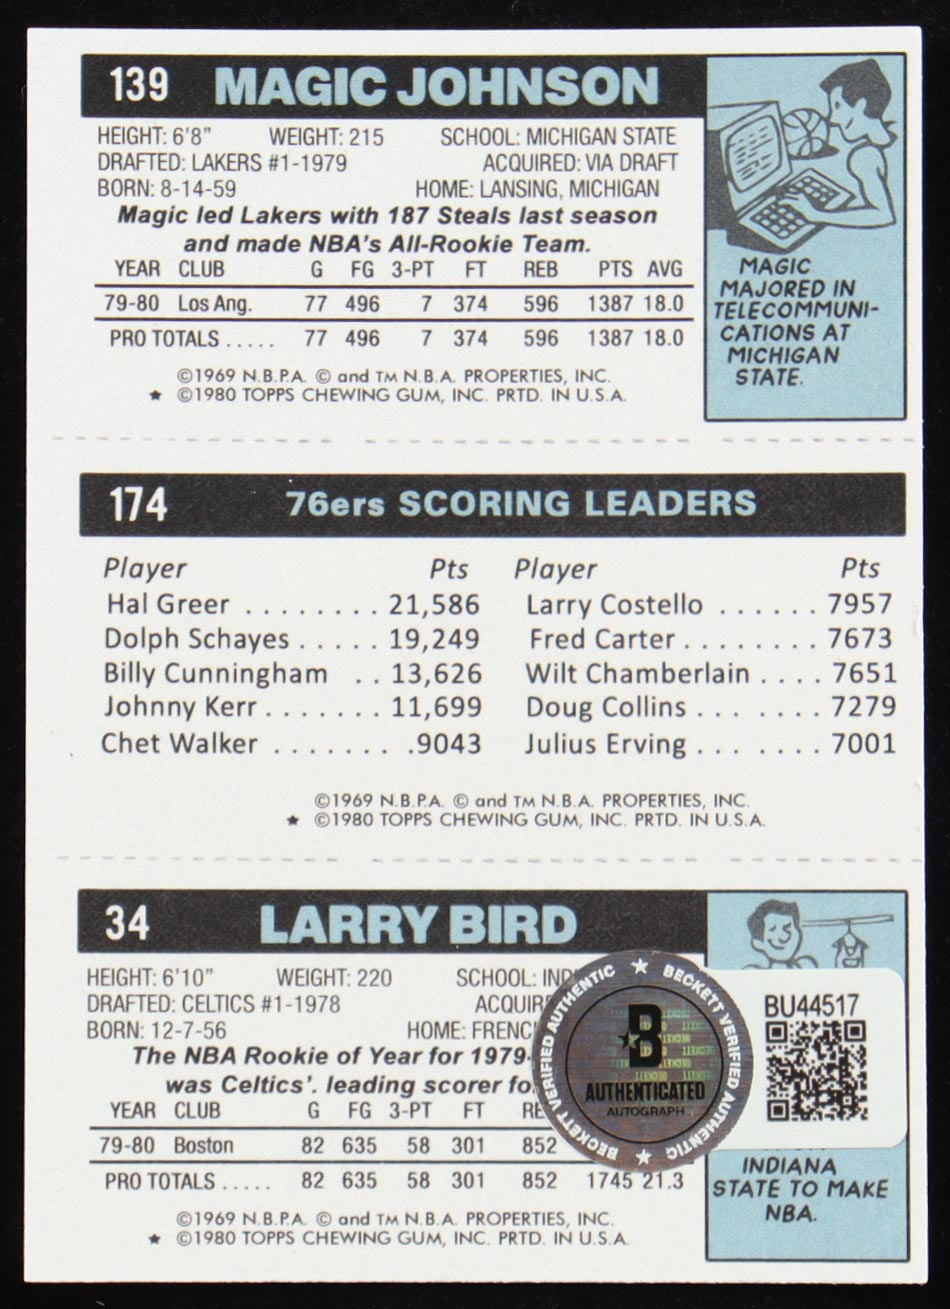 139 MAGIC JOHNSON
HEIGHT: 6'8" WEIGHT: 215 SCHOOL: MICHIGAN STATE
DRAFTED: LAKERS #1-1979 ACQUIRED: VIA DRAFT
BORN: 8-14-59 HOME: LANSING, MICHIGAN
Magic led Lakers with 187 Steals last season
and made NBA's All-Rookie Team.
YEAR CLUB G FG 3-PT FT REB PTS AVG
79-80 Los Ang. 77 496 7 374 596 1387 18.0
PRO TOTALS ..... 77 496 7 374 596 1387 18.0
©1969 N.B.P.A. © and TM N.B.A. PROPERTIES, INC.
★ ©1980 TOPPS CHEWING GUM, INC. PRTD. IN U.S.A.
MAGIC
MAJORED IN
TELECOMMUNI-
CATIONS AT
MICHIGAN
STATE.
174 76ers SCORING LEADERS
Player Pts Player Pts
Hal Greer ........ 21,586 Larry Costello ...... 7957
Dolph Schayes ..... 19,249 Fred Carter ........ 7673
Billy Cunningham .. 13,626 Wilt Chamberlain .... 7651
Johnny Kerr ....... 11,699 Doug Collins ....... 7279
Chet Walker ....... .9043 Julius Erving ....... 7001
©1969 N.B.P.A. © and TM N.B.A. PROPERTIES, INC.
★ ©1980 TOPPS CHEWING GUM, INC. PRTD. IN U.S.A.
34 LARRY BIRD
HEIGHT: 6'10" WEIGHT: 220 SCHOOL: IND
DRAFTED: CELTICS #1-1978 ACQUIR
BORN: 12-7-56 HOME: FRENC
The NBA Rookie of Year for 1979-
was Celtics'. leading scorer fo
YEAR CLUB G FG 3-PT FT RE
79-80 Boston 82 635 58 301 852
PRO TOTALS ..... 82 635 58 301 852 1745 21.3
©1969 N.B.P.A. © and TM N.B.A. PROPERTIES, INC.
★ ©1980 TOPPS CHEWING GUM, INC. PRTD. IN U.S.A.
INDIANA
STATE TO MAKE
NBA.
BECKETT VERIFIED AUTHENTIC ★ BECKETT VERIFIED AUTHENTIC ★
B
AUTHENTICATED
AUTOGRAPH
BU44517